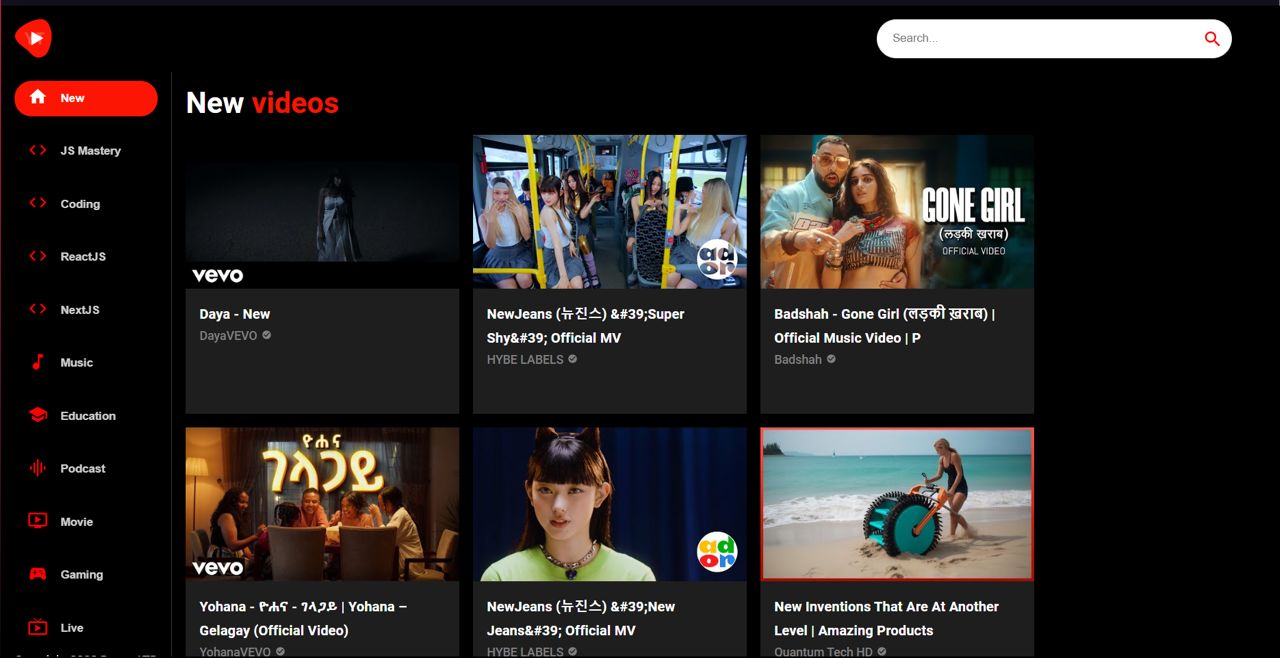 Search...
New
JS Mastery
Coding
ReactJS
NextJS
Music
Education
Podcast
Movie
Gaming
Live
New videos
vevo
Daya - New
DayaVEVO
ador
NewJeans (뉴진스) &#39;Super
Shy&#39; Official MV
HYBE LABELS
GONE GIRL
(लड़की ख़राब)
OFFICIAL VIDEO
Badshah - Gone Girl (लड़की ख़राब) |
Official Music Video | P
Badshah
ዮሐና
ገላጋይ
vevo
Yohana - ዮሐና - ገላጋይ | Yohana –
Gelagay (Official Video)
YohanaVEVO
ador
NewJeans (뉴진스) &#39;New
Jeans&#39; Official MV
HYBE LABELS
New Inventions That Are At Another
Level | Amazing Products
Quantum Tech HD